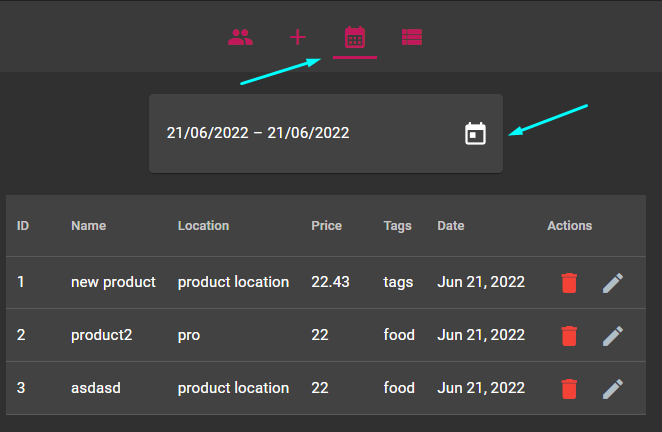 21/06/2022 – 21/06/2022
ID Name Location Price Tags Date Actions
1 new product product location 22.43 tags Jun 21, 2022
2 product2 pro 22 food Jun 21, 2022
3 asdasd product location 22 food Jun 21, 2022